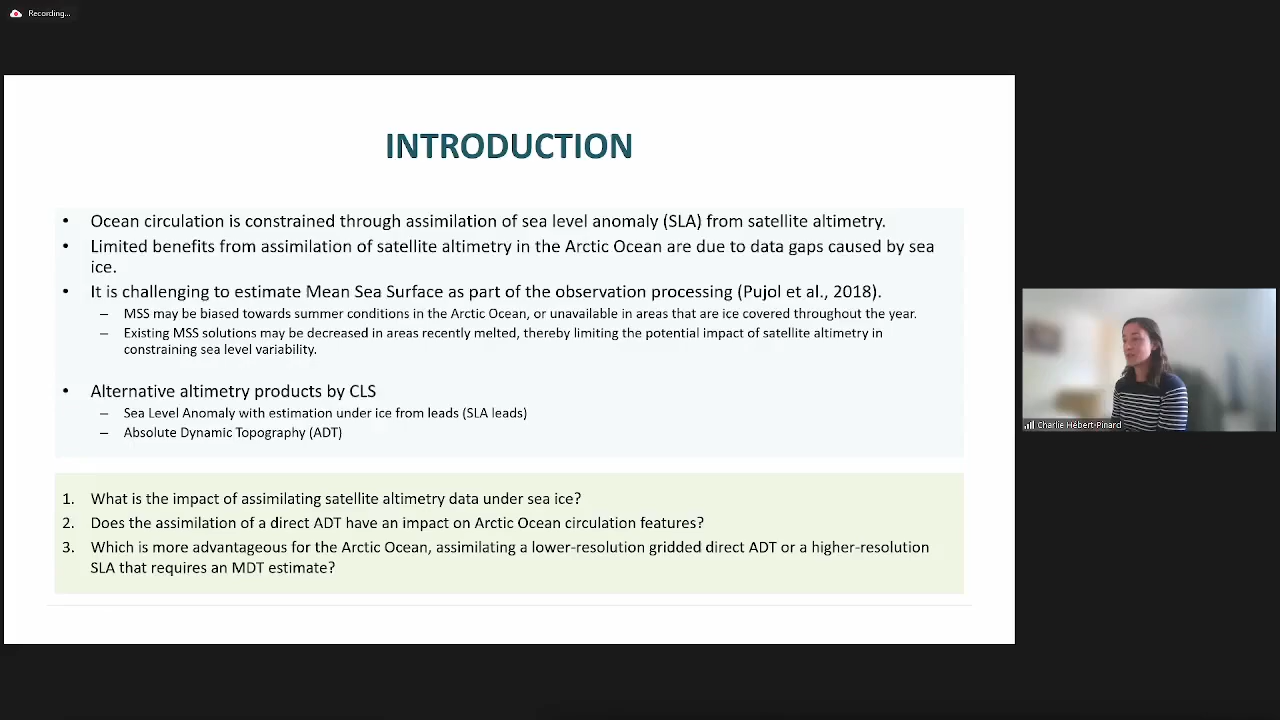 Recording...
INTRODUCTION
• Ocean circulation is constrained through assimilation of sea level anomaly (SLA) from satellite altimetry.
• Limited benefits from assimilation of satellite altimetry in the Arctic Ocean are due to data gaps caused by sea
ice.
• It is challenging to estimate Mean Sea Surface as part of the observation processing (Pujol et al., 2018).
– MSS may be biased towards summer conditions in the Arctic Ocean, or unavailable in areas that are ice covered throughout the year.
– Existing MSS solutions may be decreased in areas recently melted, thereby limiting the potential impact of satellite altimetry in
constraining sea level variability.
• Alternative altimetry products by CLS
– Sea Level Anomaly with estimation under ice from leads (SLA leads)
– Absolute Dynamic Topography (ADT)
1. What is the impact of assimilating satellite altimetry data under sea ice?
2. Does the assimilation of a direct ADT have an impact on Arctic Ocean circulation features?
3. Which is more advantageous for the Arctic Ocean, assimilating a lower-resolution gridded direct ADT or a higher-resolution
SLA that requires an MDT estimate?
Charlie Hébert-Pinard